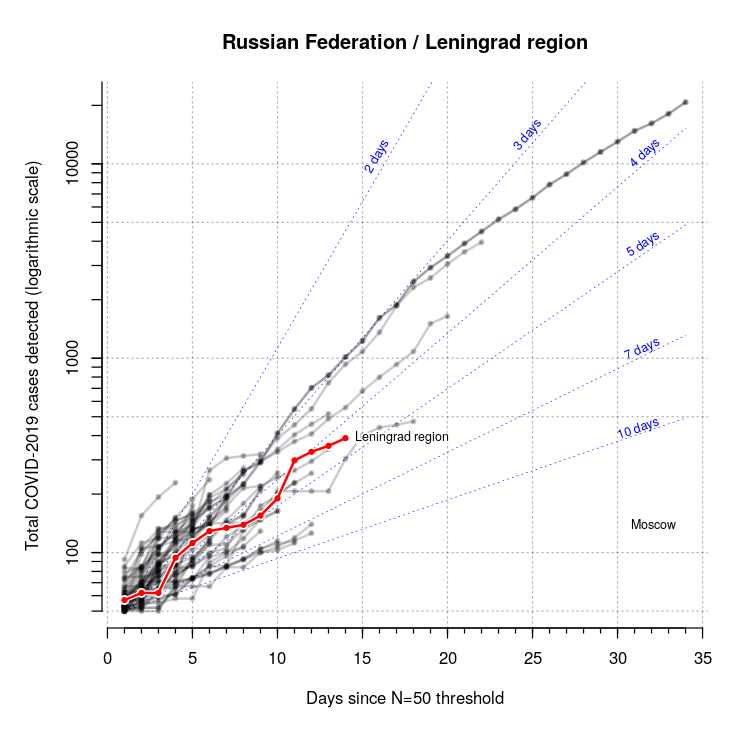 Russian Federation / Leningrad region
Total COVID-2019 cases detected (logarithmic scale)
10000
1000
100
2 days
3 days
4 days
5 days
7 days
10 days
Leningrad region
Moscow
0 5 10 15 20 25 30 35
Days since N=50 threshold